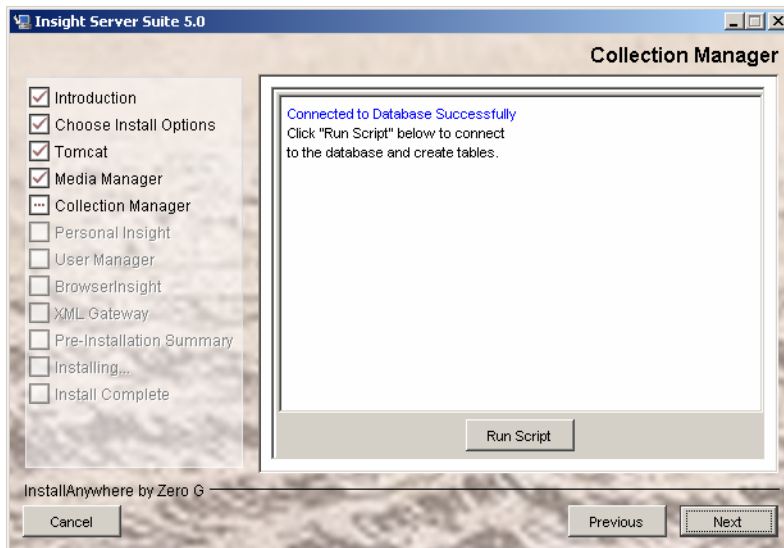 Insight Server Suite 5.0
Collection Manager
Introduction
Choose Install Options
Tomcat
Media Manager
Collection Manager
Personal Insight
User Manager
BrowserInsight
XML Gateway
Pre-Installation Summary
Installing...
Install Complete
Connected to Database Successfully
Click "Run Script" below to connect
to the database and create tables.
Run Script
InstallAnywhere by Zero G
Cancel
Previous
Next